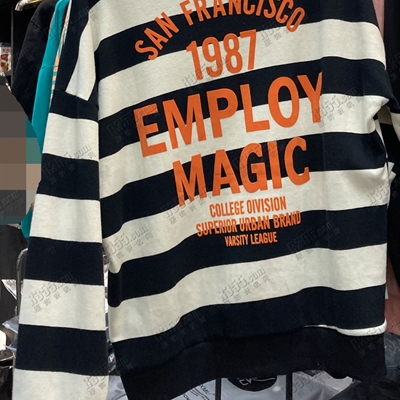 SAN FRANCISCO
1987
EMPLOY
MAGIC
COLLEGE DIVISION
SUPERIOR URBAN BRAND
VARSITY LEAGUE